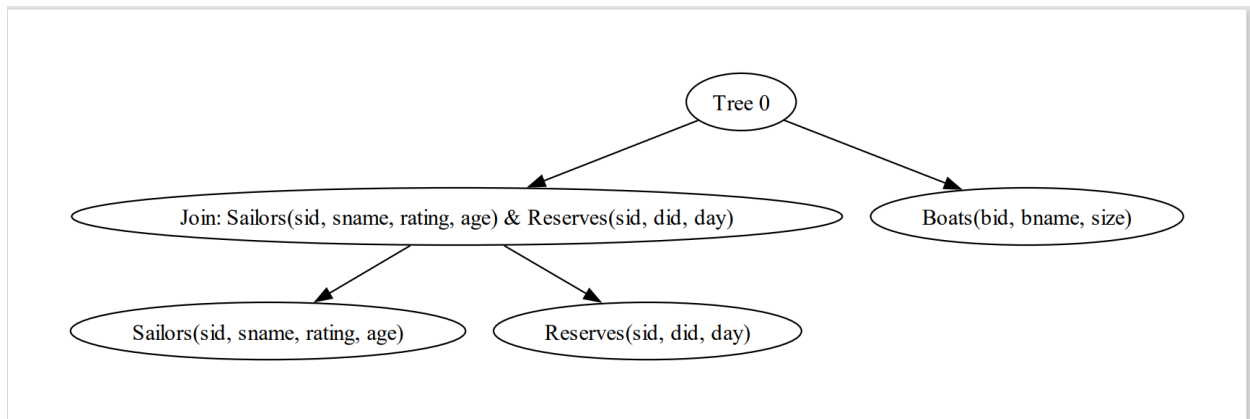 Tree 0
Join: Sailors(sid, sname, rating, age) & Reserves(sid, did, day)
Boats(bid, bname, size)
Sailors(sid, sname, rating, age)
Reserves(sid, did, day)